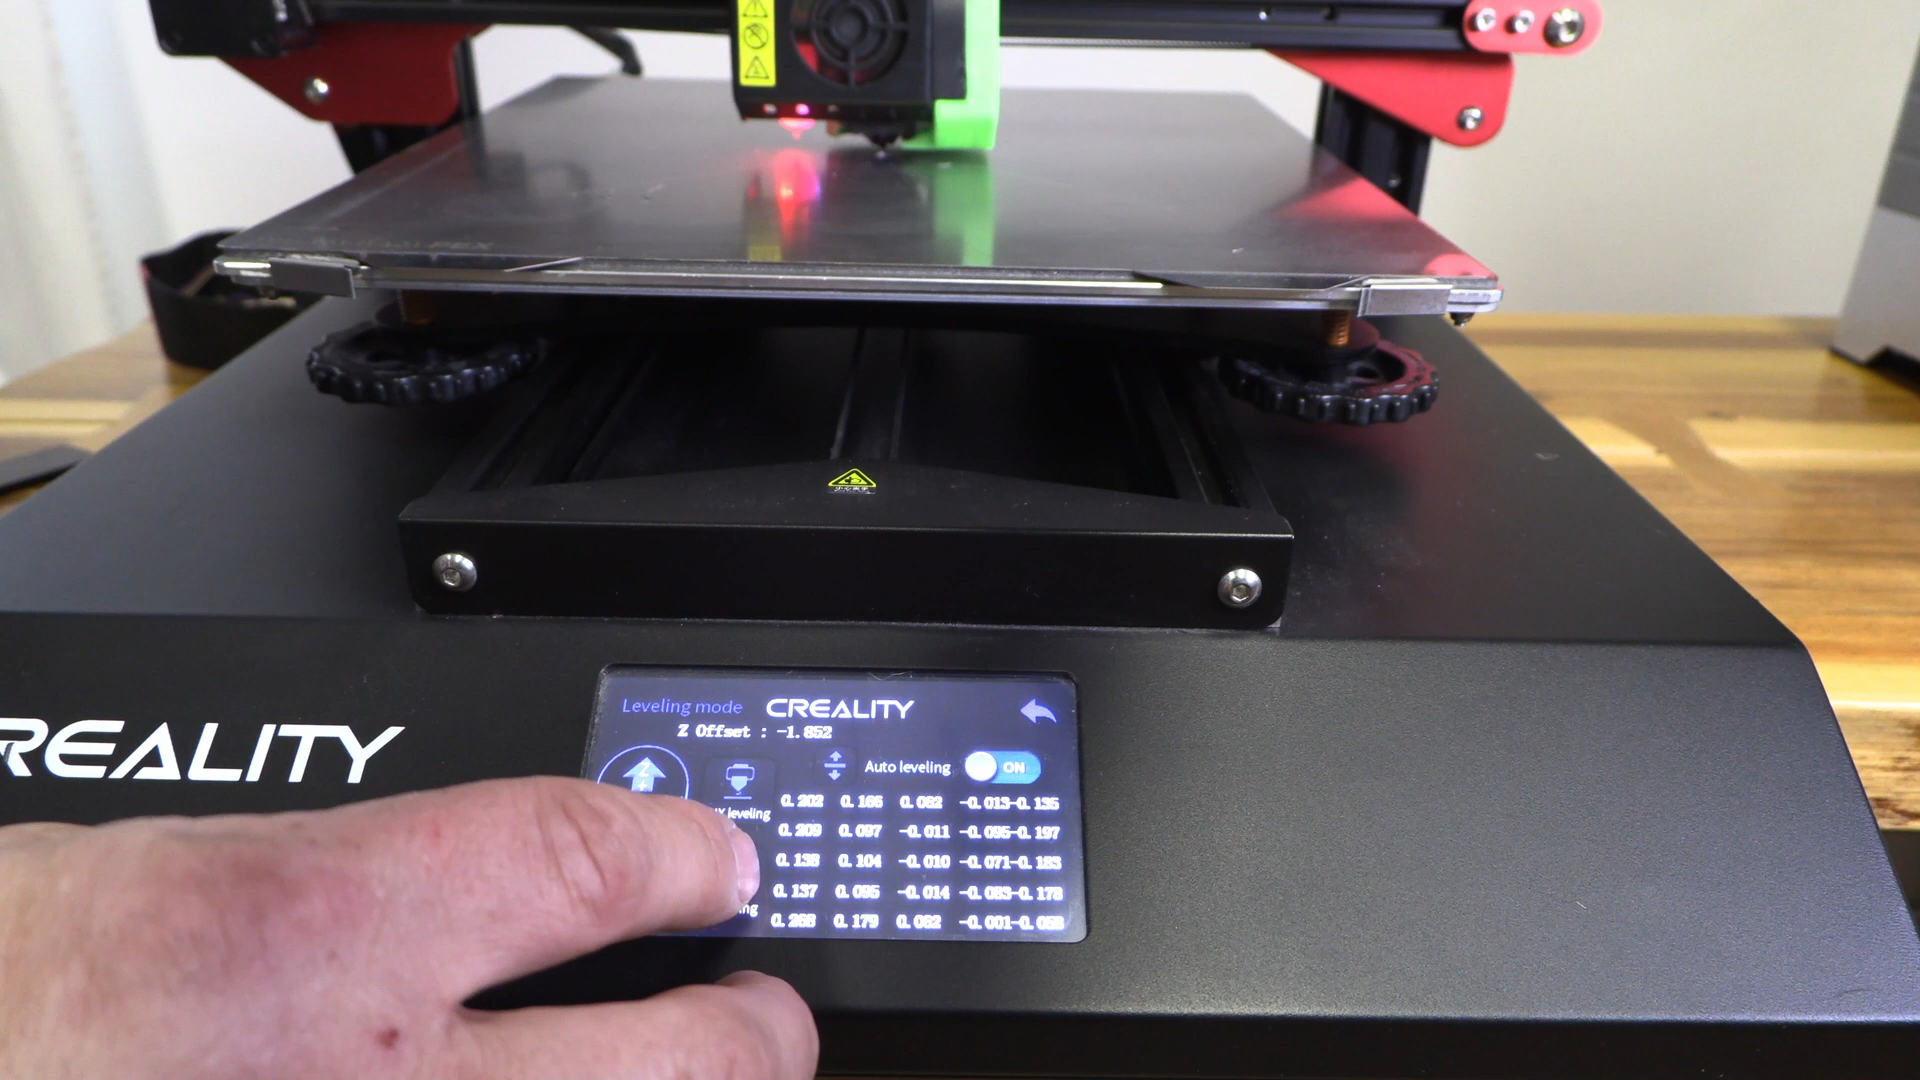 Leveling mode CREALITY
Z Offset : -1.852
Auto leveling ON
leveling
0.202 0.166 0.062 -0.013 -0.135
0.209 0.097 -0.011 -0.095 -0.197
0.138 0.104 -0.010 -0.071 -0.183
0.137 0.095 -0.014 -0.083 -0.178
0.268 0.179 0.062 -0.001 -0.058
REALITY